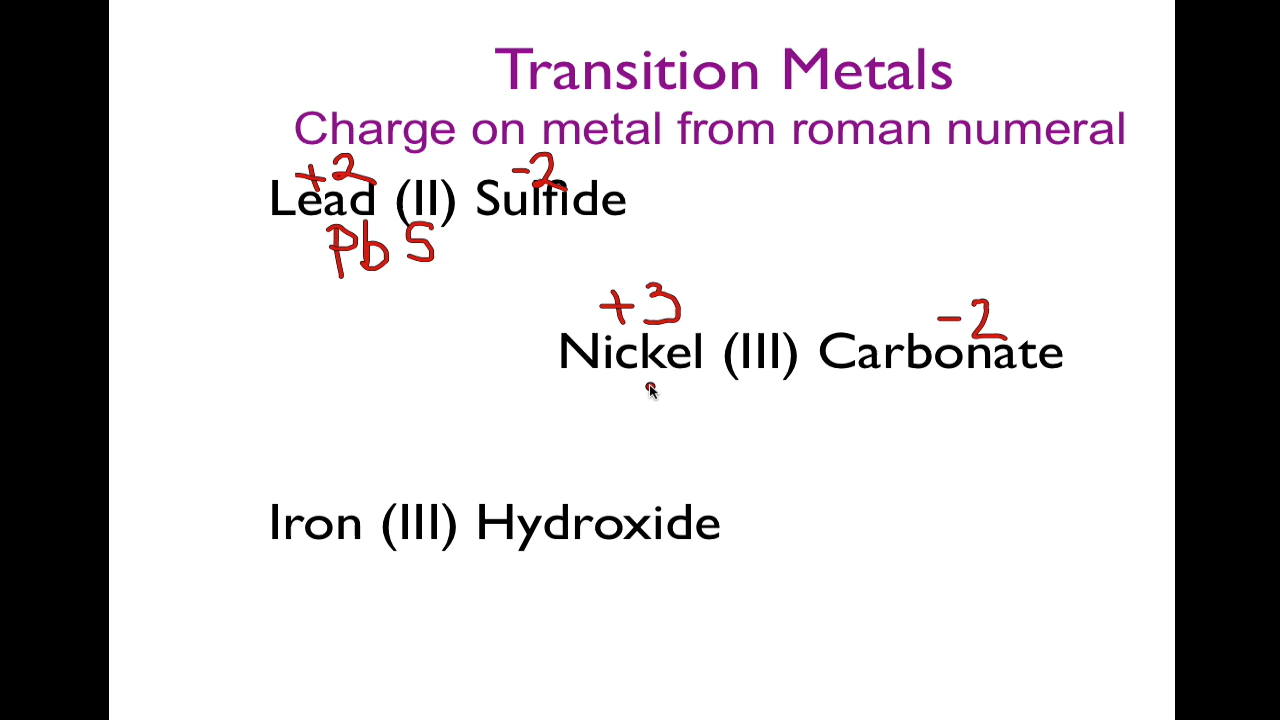 Transition Metals
Charge on metal from roman numeral
+2 -2
Lead (II) Sulfide
Pb S
+3 -2
Nickel (III) Carbonate
Iron (III) Hydroxide